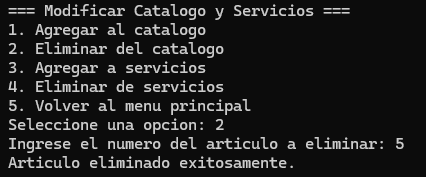 === Modificar Catalogo y Servicios ===
1. Agregar al catalogo
2. Eliminar del catalogo
3. Agregar a servicios
4. Eliminar de servicios
5. Volver al menu principal
Seleccione una opcion: 2
Ingrese el numero del articulo a eliminar: 5
Articulo eliminado exitosamente.